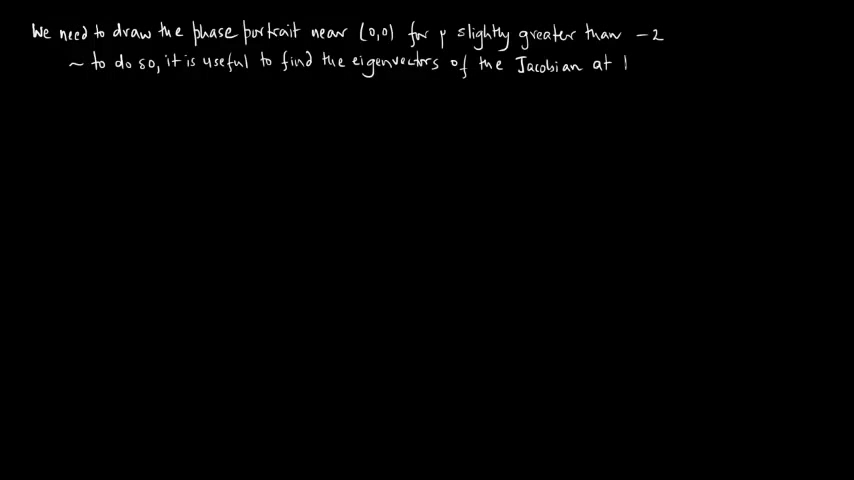 We need to draw the phase portrait near (0,0) for μ slightly greater than -2
~ to do so, it is useful to find the eigenvectors of the Jacobian at